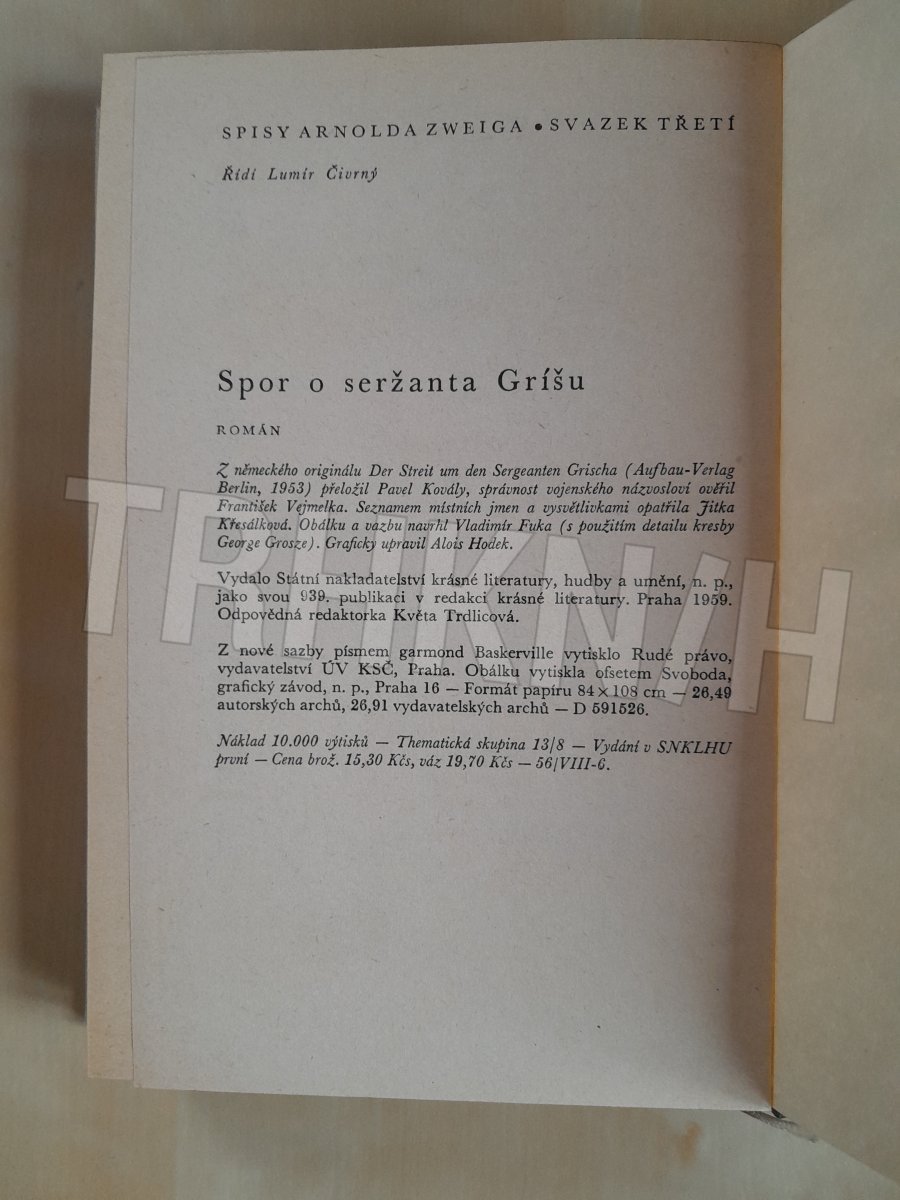 SPISY ARNOLDA ZWEIGA • SVAZEK TŘETÍ
Řídí Lumír Čivrný
Spor o seržanta Gríšu
ROMÁN
Z německého originálu Der Streit um den Sergeanten Grischa (Aufbau-Verlag
Berlin, 1953) přeložil Pavel Kovály, správnost vojenského názvosloví ověřil
František Vejmelka. Seznamem místních jmen a vysvětlivkami opatřila Jitka
Křesálková. Obálku a vazbu navrhl Vladimír Fuka (s použitím detailu kresby
George Grosze). Graficky upravil Alois Hodek.
Vydalo Státní nakladatelství krásné literatury, hudby a umění, n. p.,
jako svou 939. publikaci v redakci krásné literatury. Praha 1959.
Odpovědná redaktorka Květa Trdlicová.
Z nové sazby písmem garmond Baskerville vytisklo Rudé právo,
vydavatelství ÚV KSČ, Praha. Obálku vytiskla ofsetem Svoboda,
grafický závod, n. p., Praha 16 — Formát papíru 84×108 cm — 26,49
autorských archů, 26,91 vydavatelských archů — D 591526.
Náklad 10.000 výtisků — Thematická skupina 13/8 — Vydání v SNKLHU
první — Cena brož. 15,30 Kčs, váz 19,70 Kčs — 56/VIII-6.
TRHKNIH